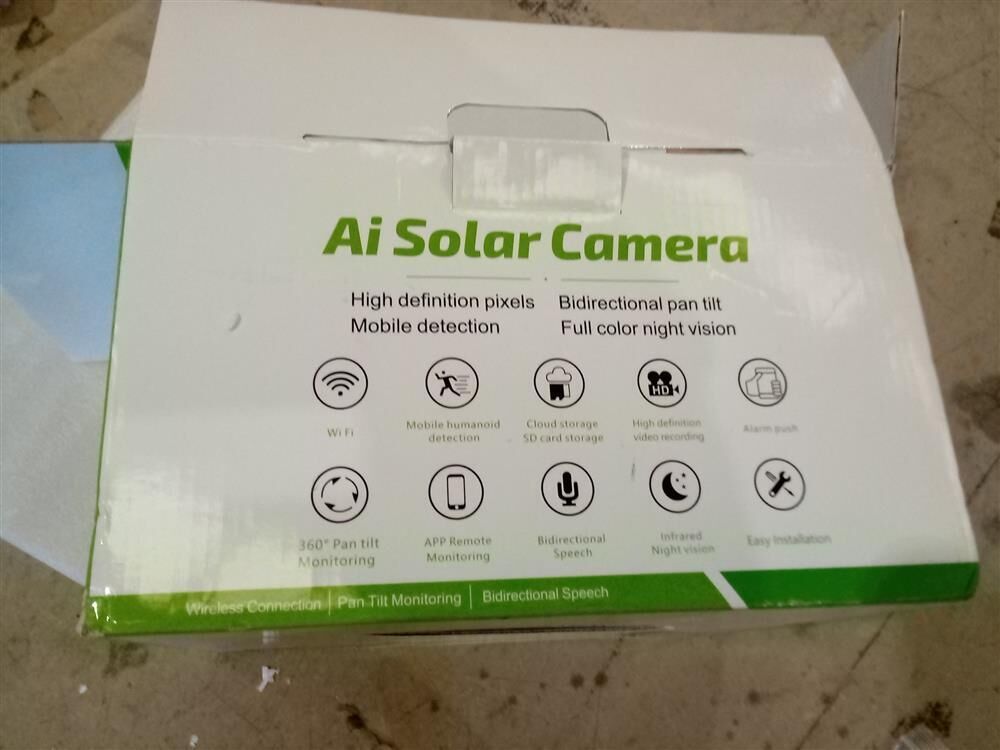 Ai Solar Camera
High definition pixels Bidirectional pan tilt
Mobile detection Full color night vision
HD
Wi Fi
Mobile humanoid
detection
Cloud storage
SD card storage
High definition
video recording
Alarm push
360° Pan tilt
Monitoring
APP Remote
Monitoring
Bidirectional
Speech
Infrared
Night vision
Easy Installation
Wireless Connection | Pan Tilt Monitoring | Bidirectional Speech